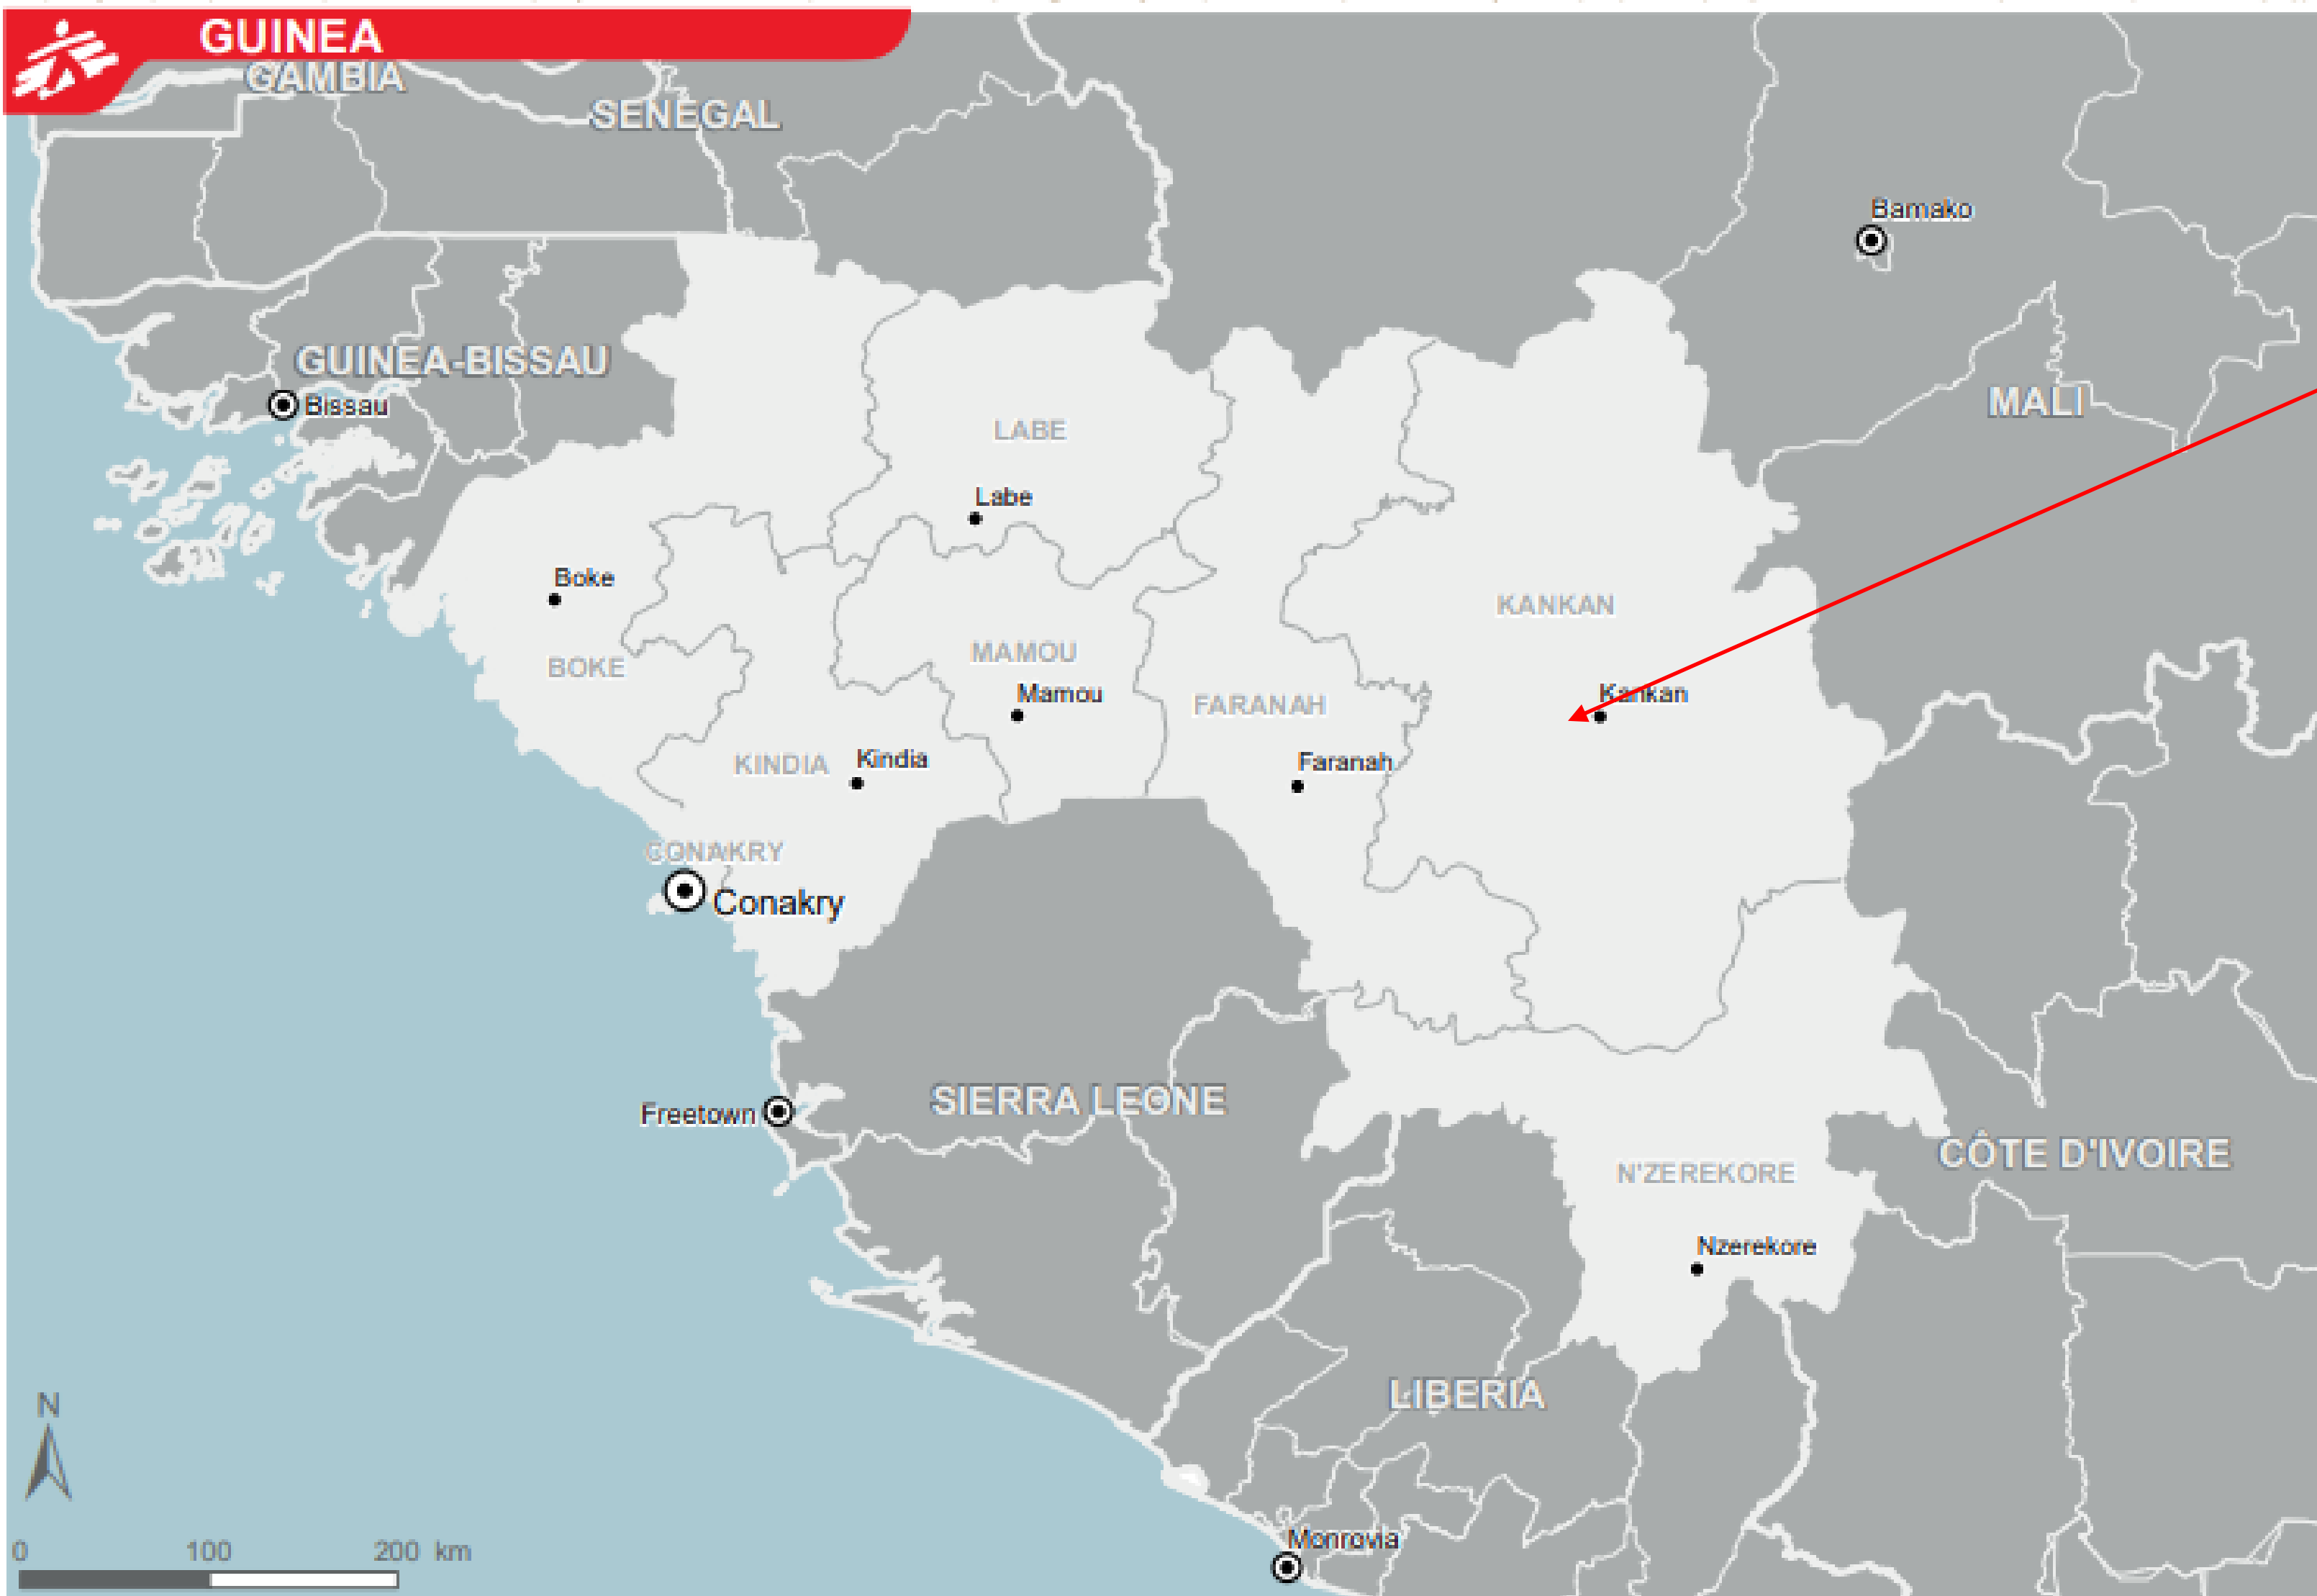 GUINEA
GAMBIA
SENEGAL
Bamako
GUINEA-BISSAU
Bissau
MALI
LABE
Labe
Boke
KANKAN
BOKE
MAMOU
Mamou
FARANAH
Kankan
KINDIA
Kindia
Faranah
CONAKRY
Conakry
Freetown
SIERRA LEONE
CÔTE D'IVOIRE
N'ZEREKORE
Nzerekore
LIBERIA
N
Monrovia
0 100 200 km